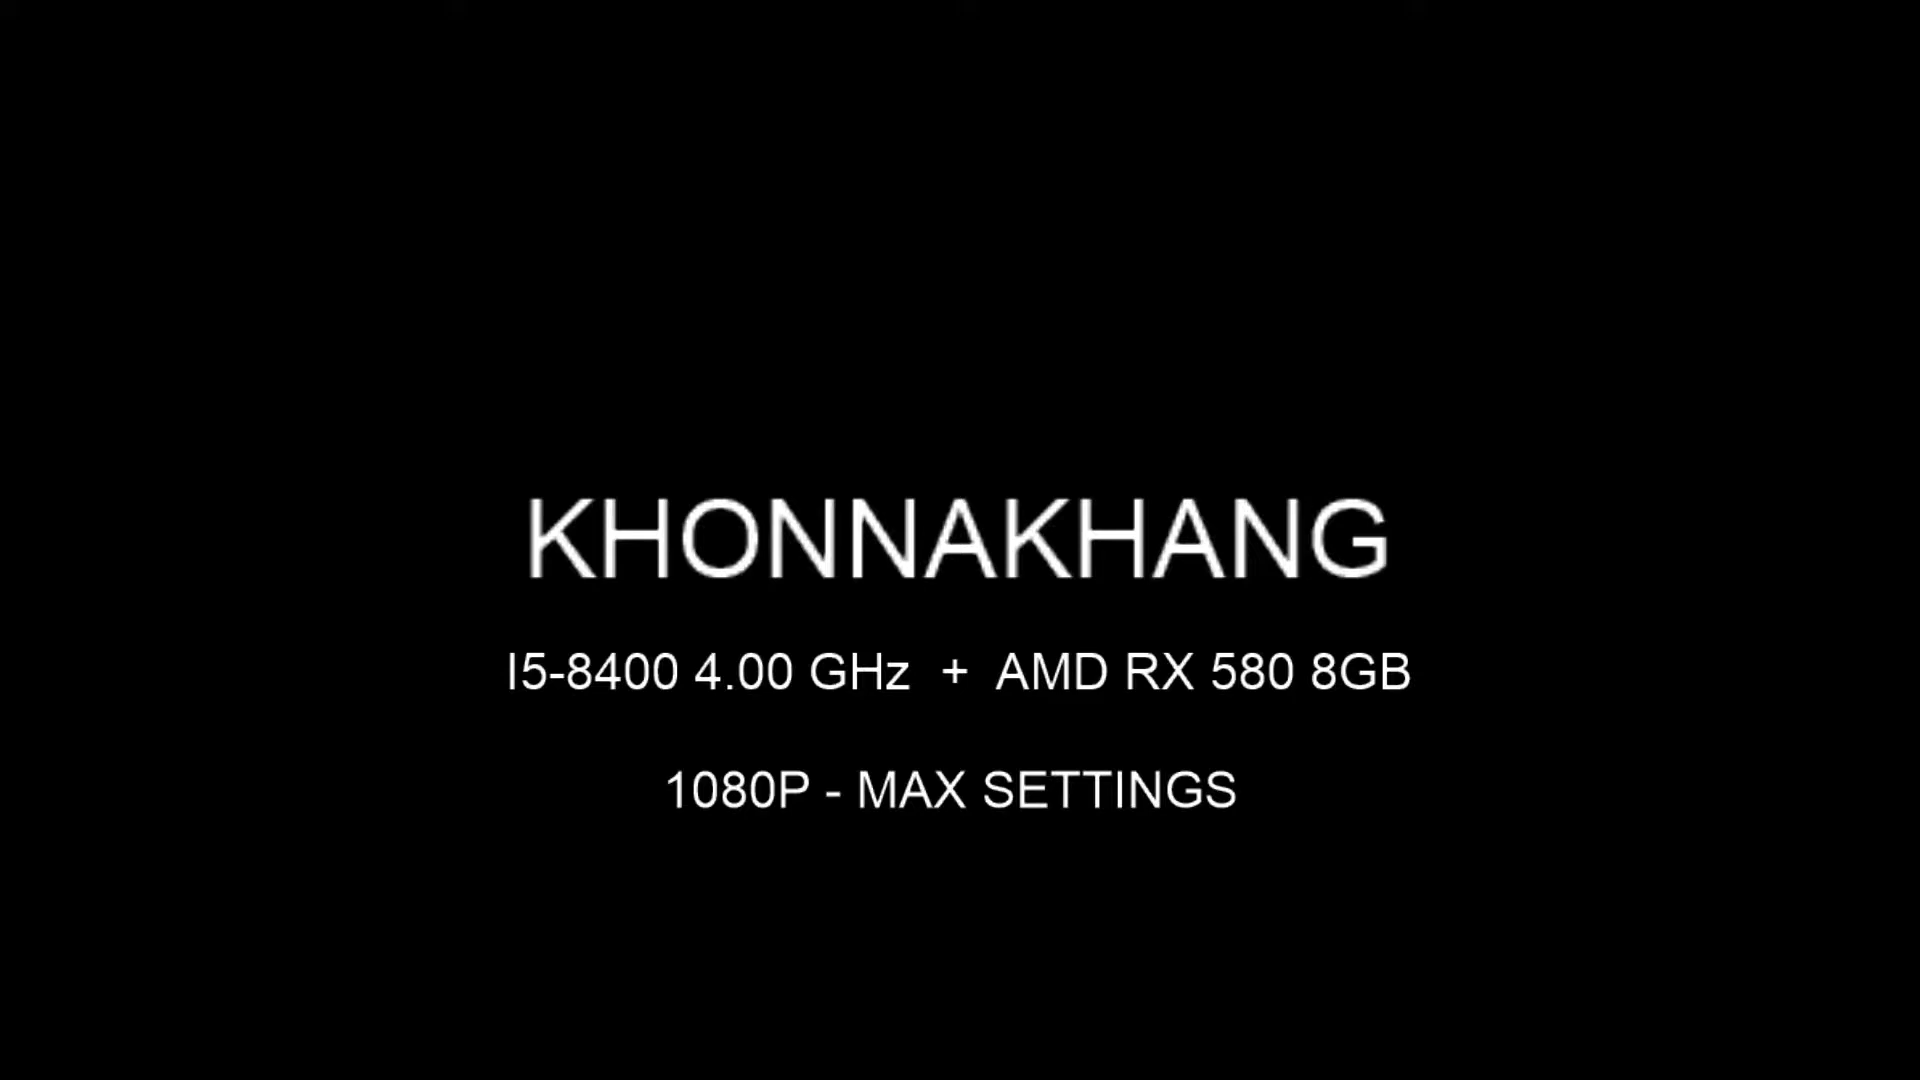 KHONNAKHANG
I5-8400 4.00 GHz + AMD RX 580 8GB
1080P - MAX SETTINGS